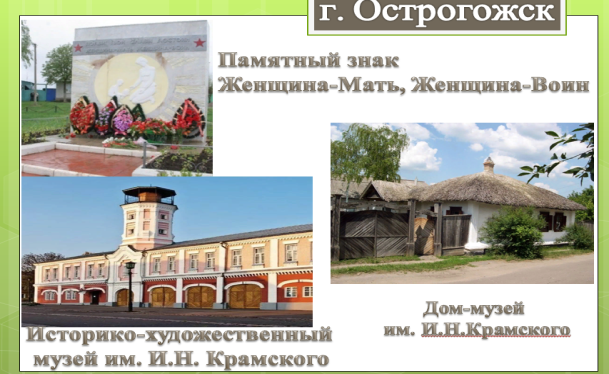 г. Острогожск
Памятный знак
Женщина-Мать, Женщина-Воин
Дом-музей
им. И.Н.Крамского
Историко-художественный
музей им. И.Н. Крамского